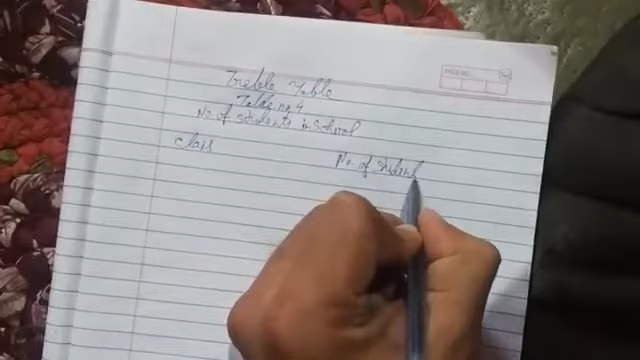 Treble Table
Table no 4
No. of students in School
Class
No. of Student